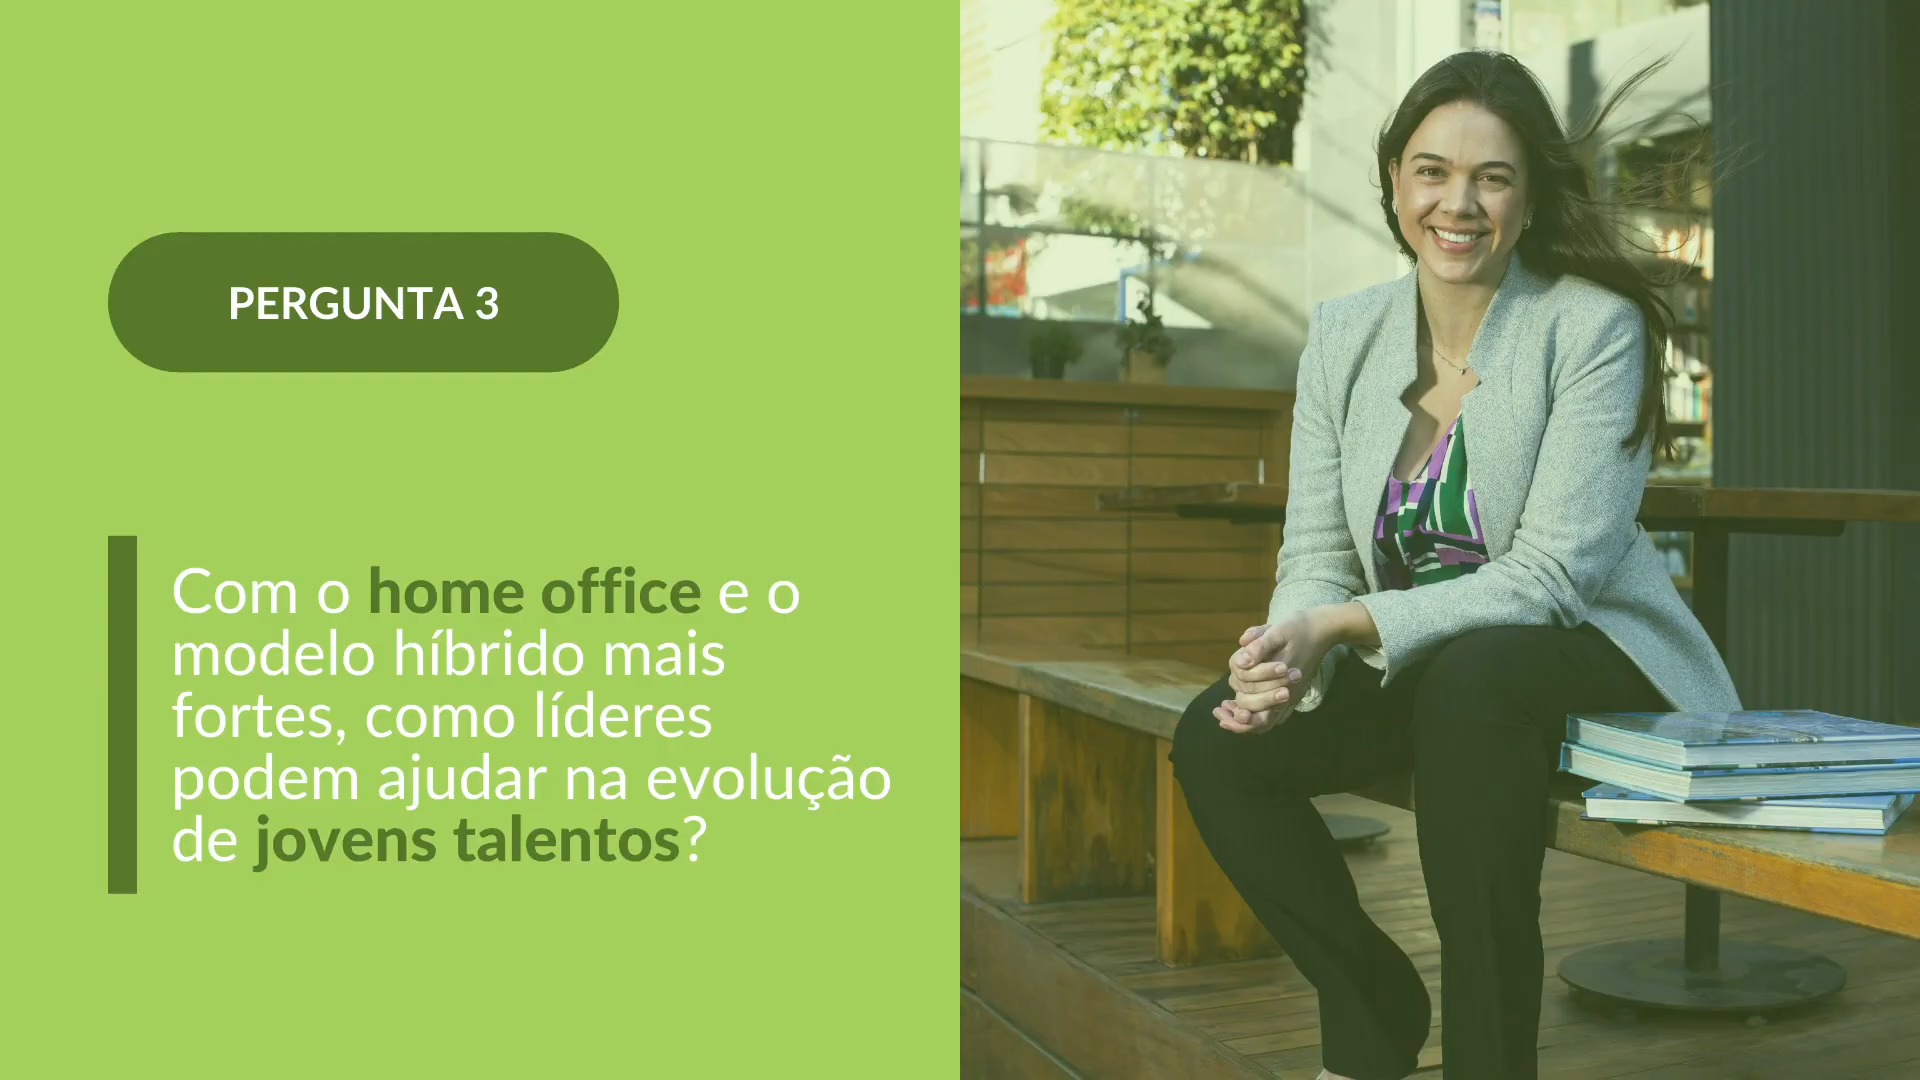 PERGUNTA 3
Com o home office e o
modelo híbrido mais
fortes, como líderes
podem ajudar na evolução
de jovens talentos?